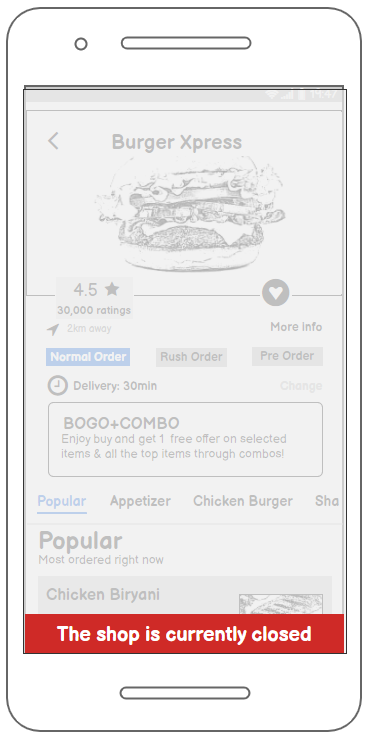 Burger Xpress
4.5
30,000 ratings
2km away
More info
Normal Order
Rush Order
Pre Order
Delivery: 30min
Change
BOGO+COMBO
Enjoy buy and get 1 free offer on selected
items & all the top items through combos!
Popular
Appetizer
Chicken Burger
Sha
Popular
Most ordered right now
Chicken Biryani
The shop is currently closed